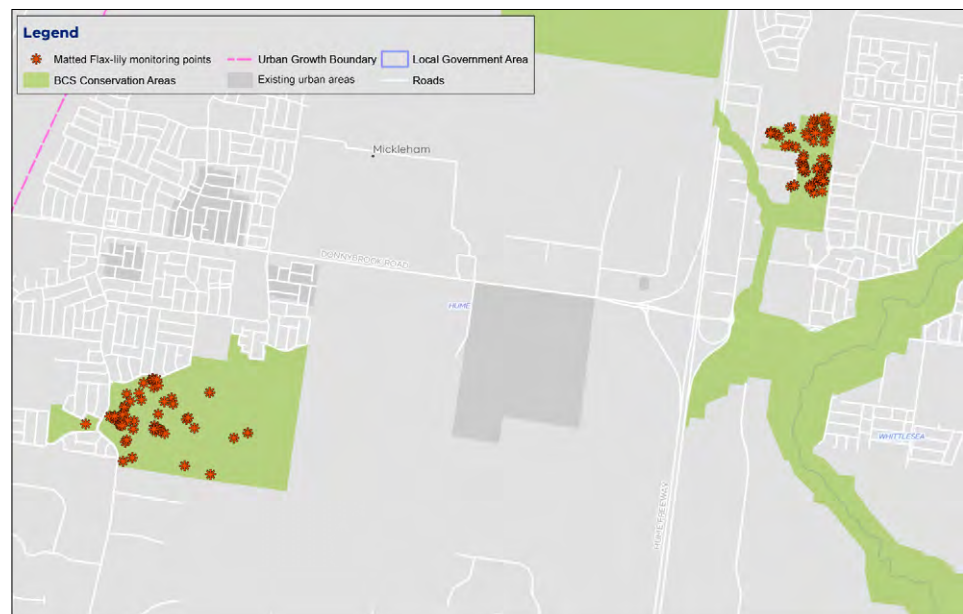 Legend
Matted Flax-lily monitoring points
Urban Growth Boundary
Local Government Area
BCS Conservation Areas
Existing urban areas
Roads
Mickleham
DONNYBROOK ROAD
HUME
HUME FREEWAY
WHITTLESEA